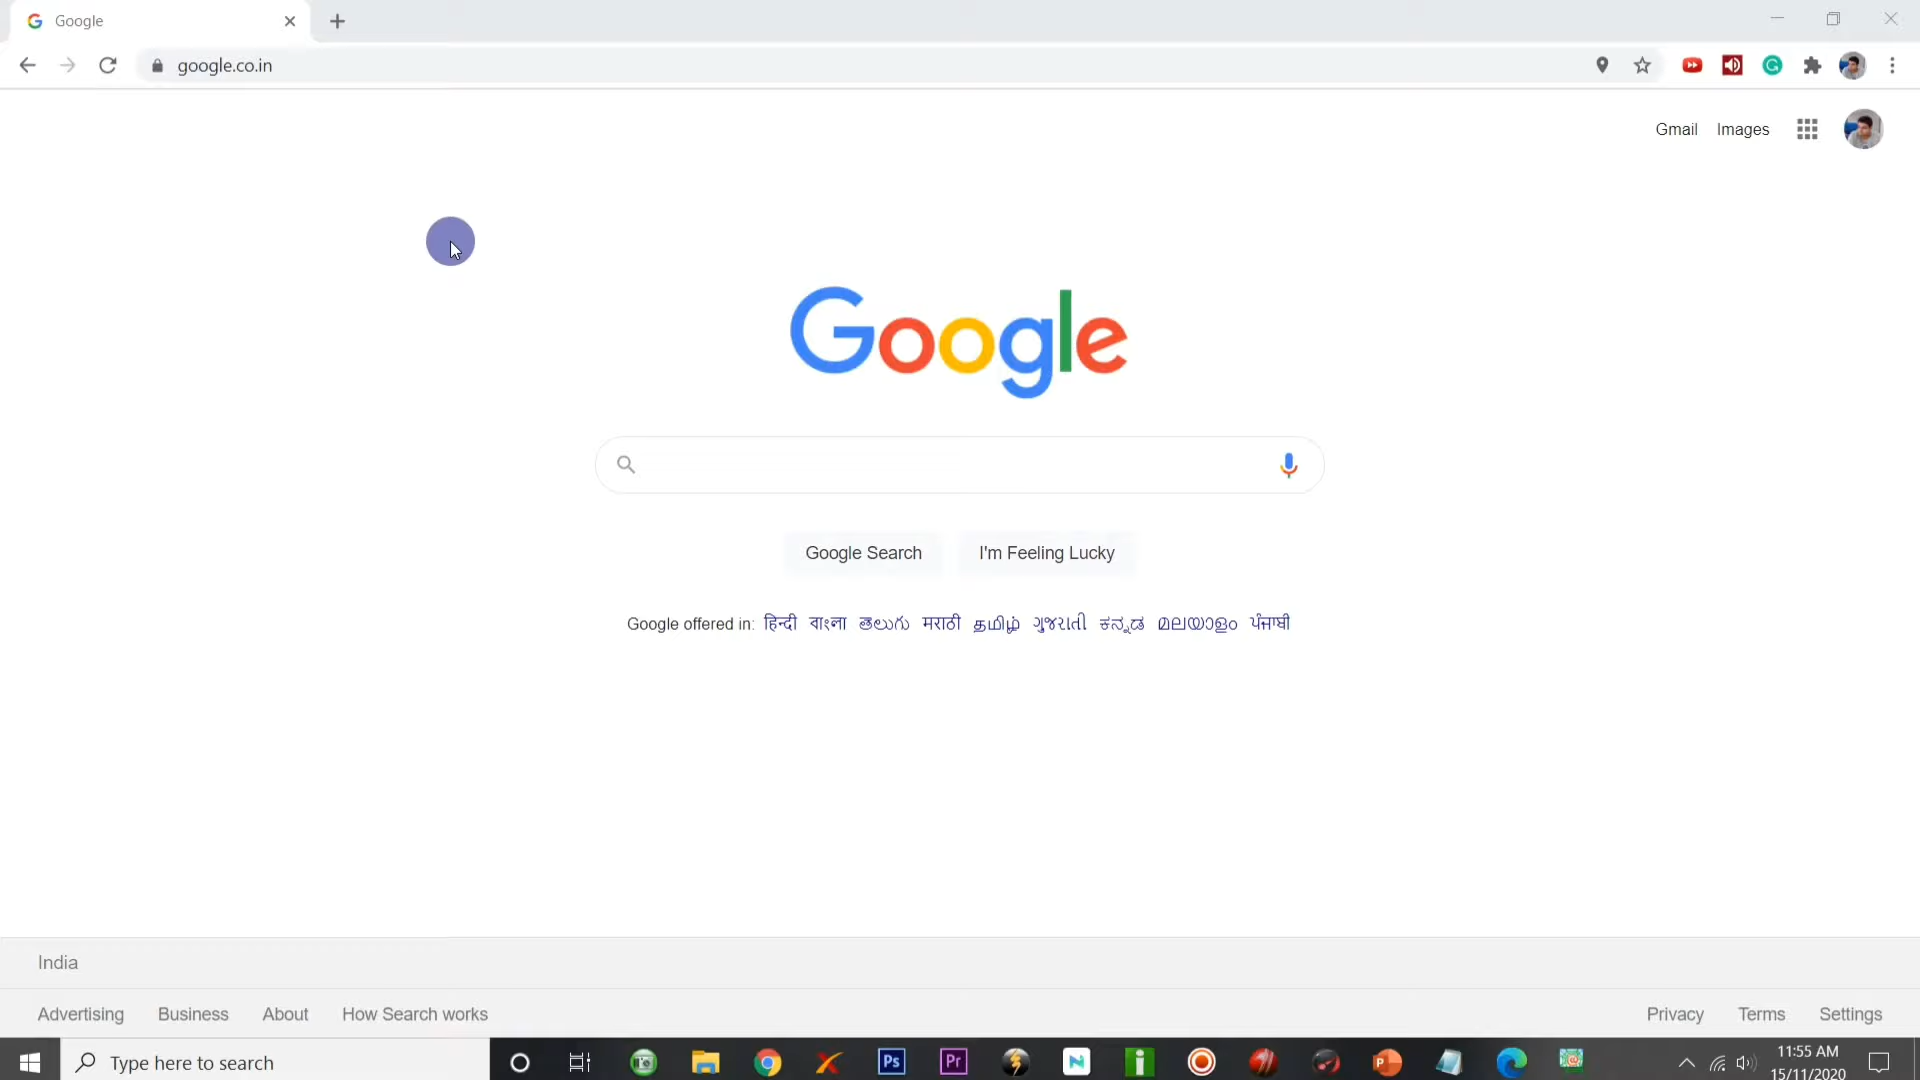 Google
google.co.in
Gmail Images
Google
Google Search I'm Feeling Lucky
Google offered in: हिन्दी বাংলা తెలుగు मराठी தமிழ் ગુજરાતી ಕನ್ನಡ മലയാളം ਪੰਜਾਬੀ
India
Advertising Business About How Search works Privacy Terms Settings
Type here to search
Ps Pr N P
11:55 AM
15/11/2020